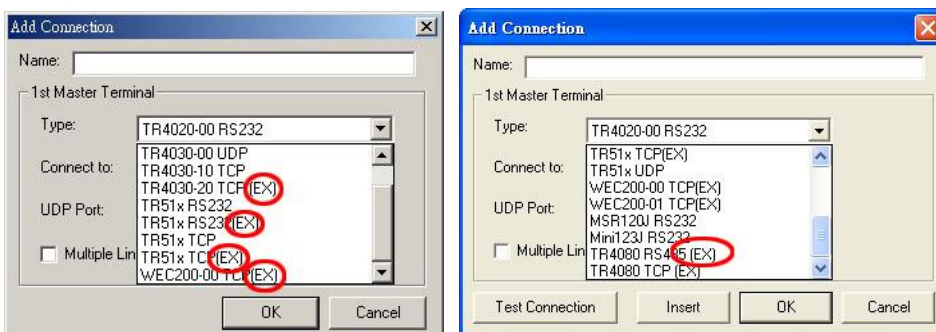 Add Connection
Name:
1st Master Terminal
Type:
TR4020-00 RS232
TR4030-00 UDP
Connect to:
TR4030-10 TCP
TR4030-20 TCP (EX)
UDP Port:
TR51x RS232
TR51x RS232(EX)
TR51x TCP
Multiple Lin
TR51x TCP(EX)
WEC200-00 TCP(EX)
OK
Cancel
Add Connection
Name:
1st Master Terminal
Type:
TR4020-00 RS232
TR51x TCP(EX)
Connect to:
TR51x UDP
WEC200-00 TCP(EX)
WEC200-01 TCP(EX)
UDP Port:
MSR120J RS232
Mini123J RS232
Multiple Lin
TR4080 RS485 (EX)
TR4080 TCP (EX)
Test Connection
Insert
OK
Cancel